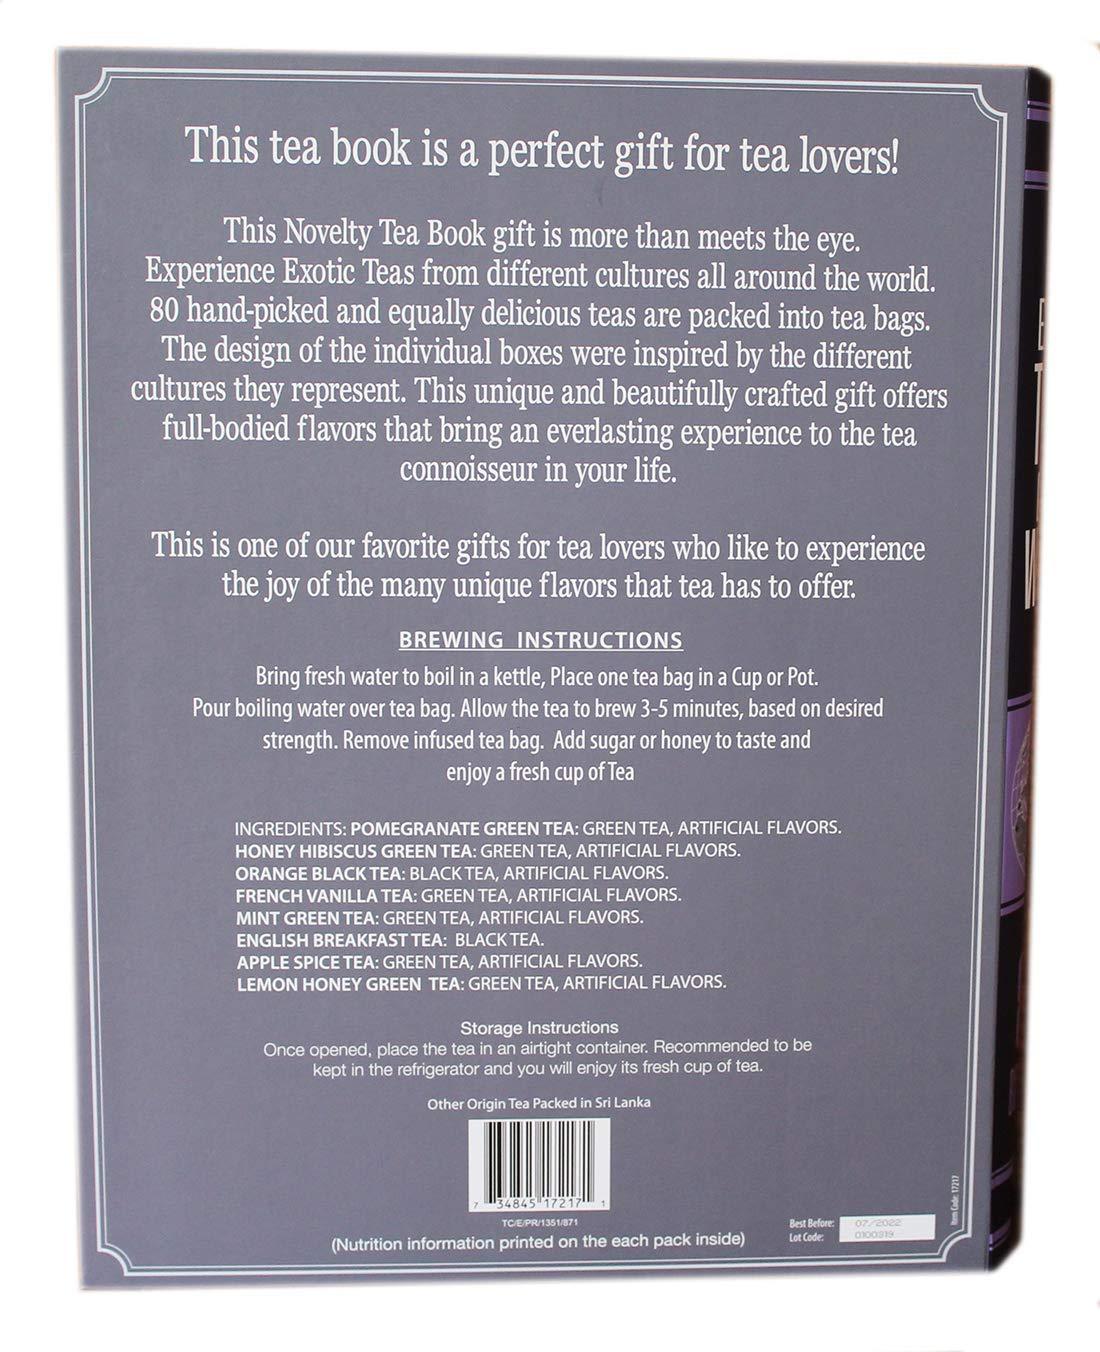 This tea book is a perfect gift for tea lovers!
This Novelty Tea Book gift is more than meets the eye.
Experience Exotic Teas from different cultures all around the world.
80 hand-picked and equally delicious teas are packed into tea bags.
The design of the individual boxes were inspired by the different
cultures they represent. This unique and beautifully crafted gift offers
full-bodied flavors that bring an everlasting experience to the tea
connoisseur in your life.
This is one of our favorite gifts for tea lovers who like to experience
the joy of the many unique flavors that tea has to offer.
BREWING INSTRUCTIONS
Bring fresh water to boil in a kettle, Place one tea bag in a Cup or Pot.
Pour boiling water over tea bag. Allow the tea to brew 3-5 minutes, based on desired
strength. Remove infused tea bag. Add sugar or honey to taste and
enjoy a fresh cup of Tea
INGREDIENTS: POMEGRANATE GREEN TEA: GREEN TEA, ARTIFICIAL FLAVORS.
HONEY HIBISCUS GREEN TEA: GREEN TEA, ARTIFICIAL FLAVORS.
ORANGE BLACK TEA: BLACK TEA, ARTIFICIAL FLAVORS.
FRENCH VANILLA TEA: GREEN TEA, ARTIFICIAL FLAVORS.
MINT GREEN TEA: GREEN TEA, ARTIFICIAL FLAVORS.
ENGLISH BREAKFAST TEA: BLACK TEA.
APPLE SPICE TEA: GREEN TEA, ARTIFICIAL FLAVORS.
LEMON HONEY GREEN TEA: GREEN TEA, ARTIFICIAL FLAVORS.
Storage Instructions
Once opened, place the tea in an airtight container. Recommended to be
kept in the refrigerator and you will enjoy its fresh cup of tea.
Other Origin Tea Packed in Sri Lanka
7 34845 17217 1
TC/E/PR/1351/871
(Nutrition information printed on the each pack inside)
Best Before: 07/2022
Lot Code: 0100319
Item Code: 17217